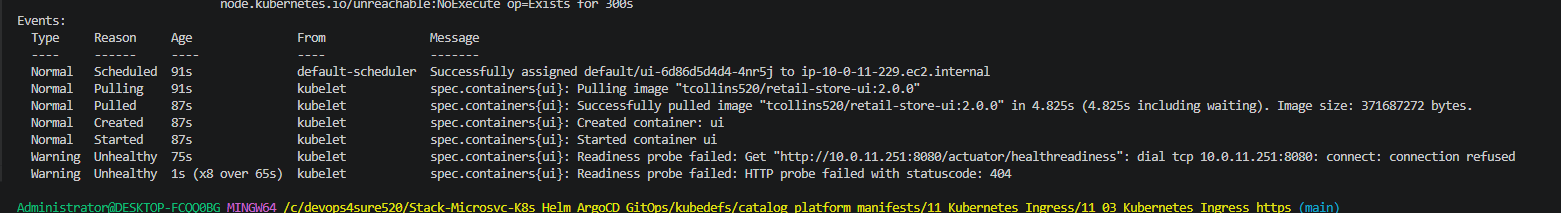 node.kubernetes.io/unreachable:NoExecute op=Exists for 300s
Events:
Type Reason Age From Message
---- ------ ---- ---- -------
Normal Scheduled 91s default-scheduler Successfully assigned default/ui-6d86d5d4d4-4nr5j to ip-10-0-11-229.ec2.internal
Normal Pulling 91s kubelet spec.containers{ui}: Pulling image "tcollins520/retail-store-ui:2.0.0"
Normal Pulled 87s kubelet spec.containers{ui}: Successfully pulled image "tcollins520/retail-store-ui:2.0.0" in 4.825s (4.825s including waiting). Image size: 371687272 bytes.
Normal Created 87s kubelet spec.containers{ui}: Created container: ui
Normal Started 87s kubelet spec.containers{ui}: Started container ui
Warning Unhealthy 75s kubelet spec.containers{ui}: Readiness probe failed: Get "http://10.0.11.251:8080/actuator/healthreadiness": dial tcp 10.0.11.251:8080: connect: connection refused
Warning Unhealthy 1s (x8 over 65s) kubelet spec.containers{ui}: Readiness probe failed: HTTP probe failed with statuscode: 404
Administrator@DESKTOP-FCOO0BG MINGW64 /c/devops4sure520/Stack-Microsvc-K8s_Helm_ArgoCD_GitOps/kubedefs/catalog_platform_manifests/11_Kubernetes_Ingress/11_03_Kubernetes_Ingress_https (main)